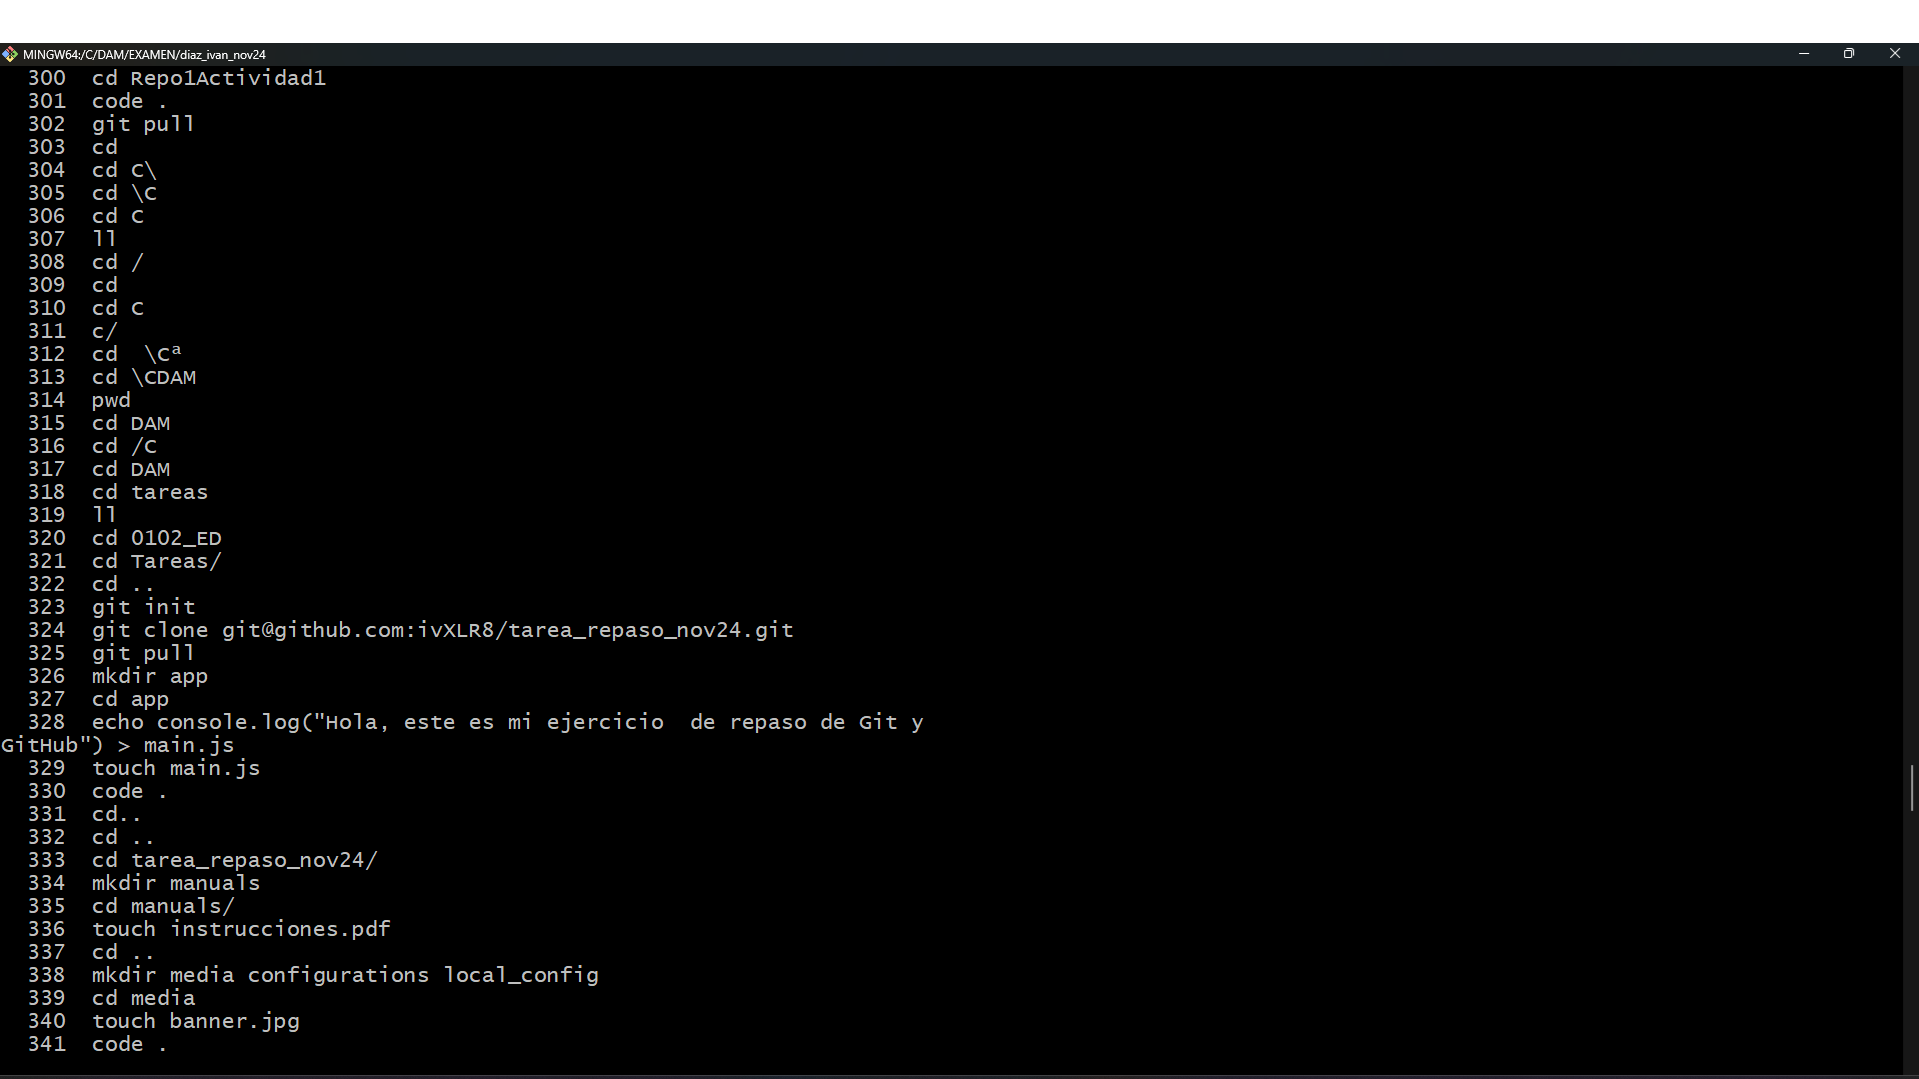 MINGW64:/C/DAM/EXAMEN/diaz_ivan_nov24
300 cd Repo1Actividad1
301 code .
302 git pull
303 cd
304 cd C\
305 cd \C
306 cd C
307 ll
308 cd /
309 cd
310 cd C
311 c/
312 cd  \Cª
313 cd \CDAM
314 pwd
315 cd DAM
316 cd /C
317 cd DAM
318 cd tareas
319 ll
320 cd 0102_ED
321 cd Tareas/
322 cd ..
323 git init
324 git clone git@github.com:ivXLR8/tarea_repaso_nov24.git
325 git pull
326 mkdir app
327 cd app
328 echo console.log("Hola, este es mi ejercicio  de repaso de Git y
GitHub") > main.js
329 touch main.js
330 code .
331 cd..
332 cd ..
333 cd tarea_repaso_nov24/
334 mkdir manuals
335 cd manuals/
336 touch instrucciones.pdf
337 cd ..
338 mkdir media configurations local_config
339 cd media
340 touch banner.jpg
341 code .